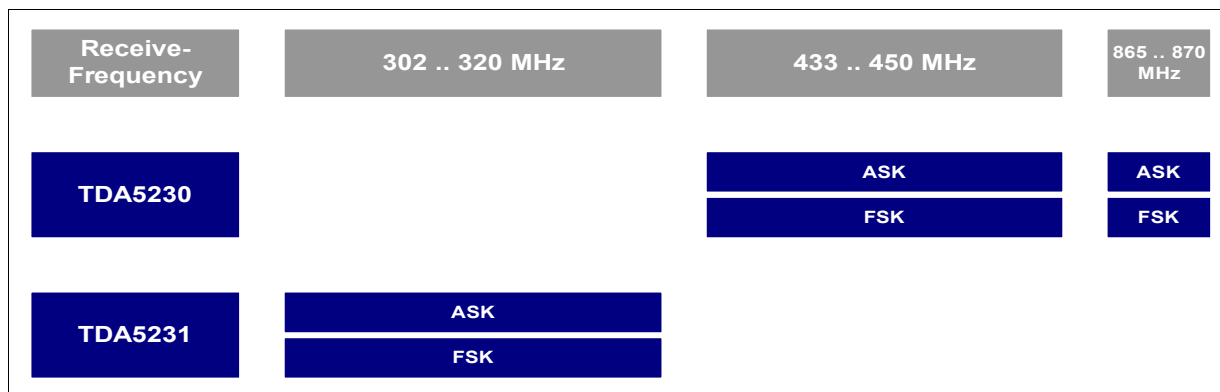 Receive-
Frequency
302 .. 320 MHz
433 .. 450 MHz
865 .. 870
MHz
TDA5230
ASK
ASK
FSK
FSK
TDA5231
ASK
FSK